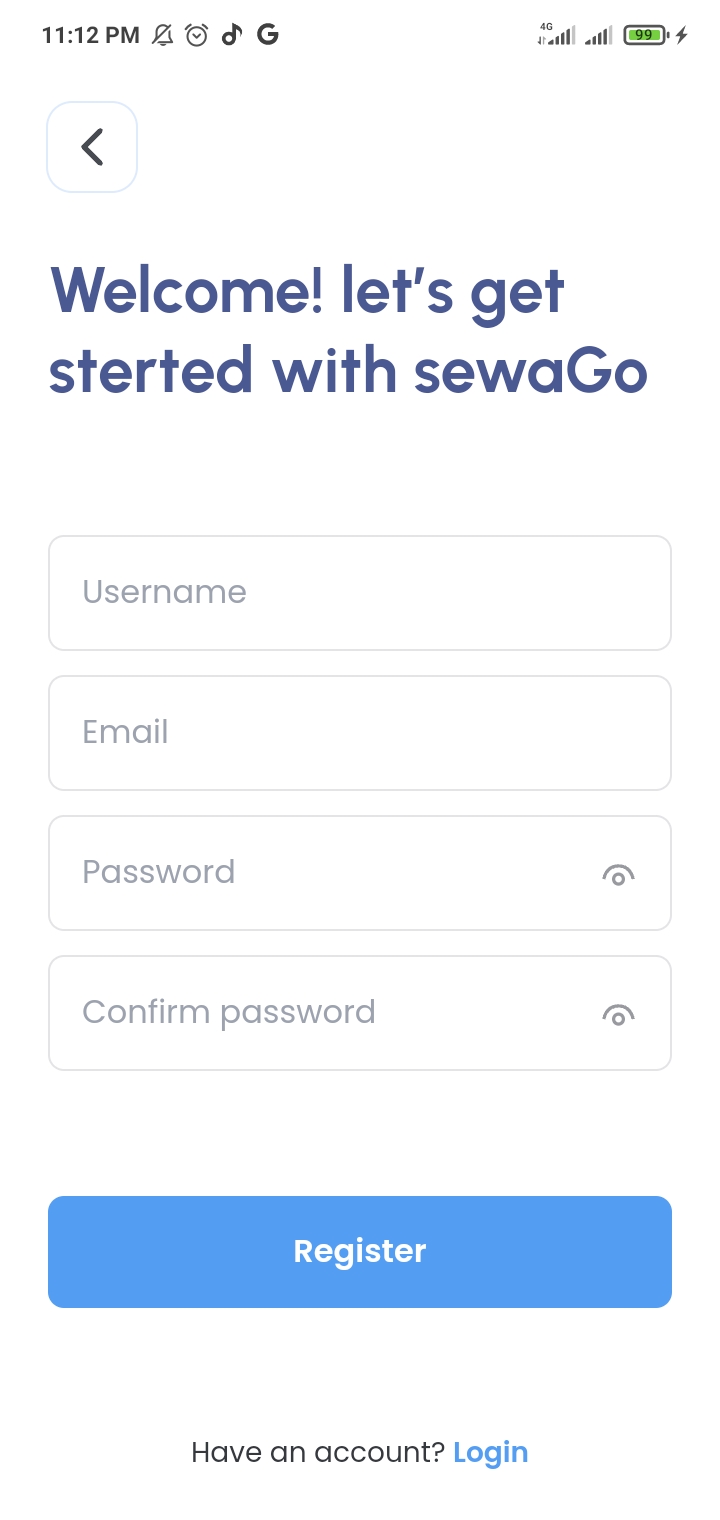 11:12 PM 4G 99
Welcome! let's get
sterted with sewaGo
Username
Email
Password
Confirm password
Register
Have an account? Login